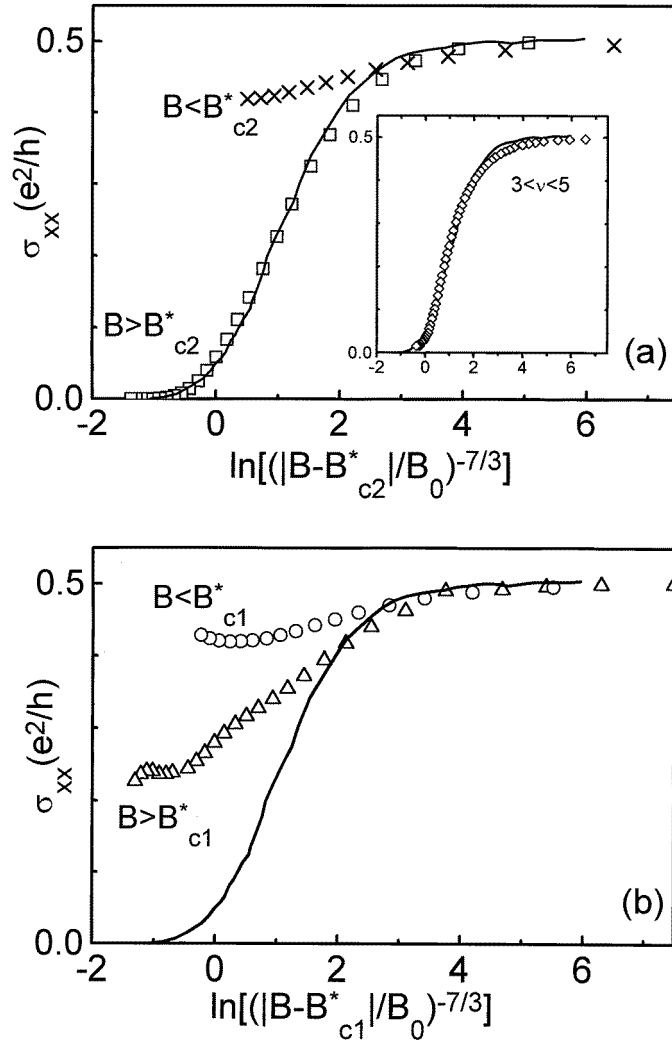 0.5
B<B*c2
0.5
3<ν<5
σxx(e²/h)
B>B*c2
0.0
-2 0 2 4 6
(a)
0.0
-2 0 2 4 6
ln[(|B-B*c2|/B0)-7/3]
0.5
B<B*c1
σxx(e²/h)
B>B*c1
(b)
0.0
-2 0 2 4 6
ln[(|B-B*c1|/B0)-7/3]